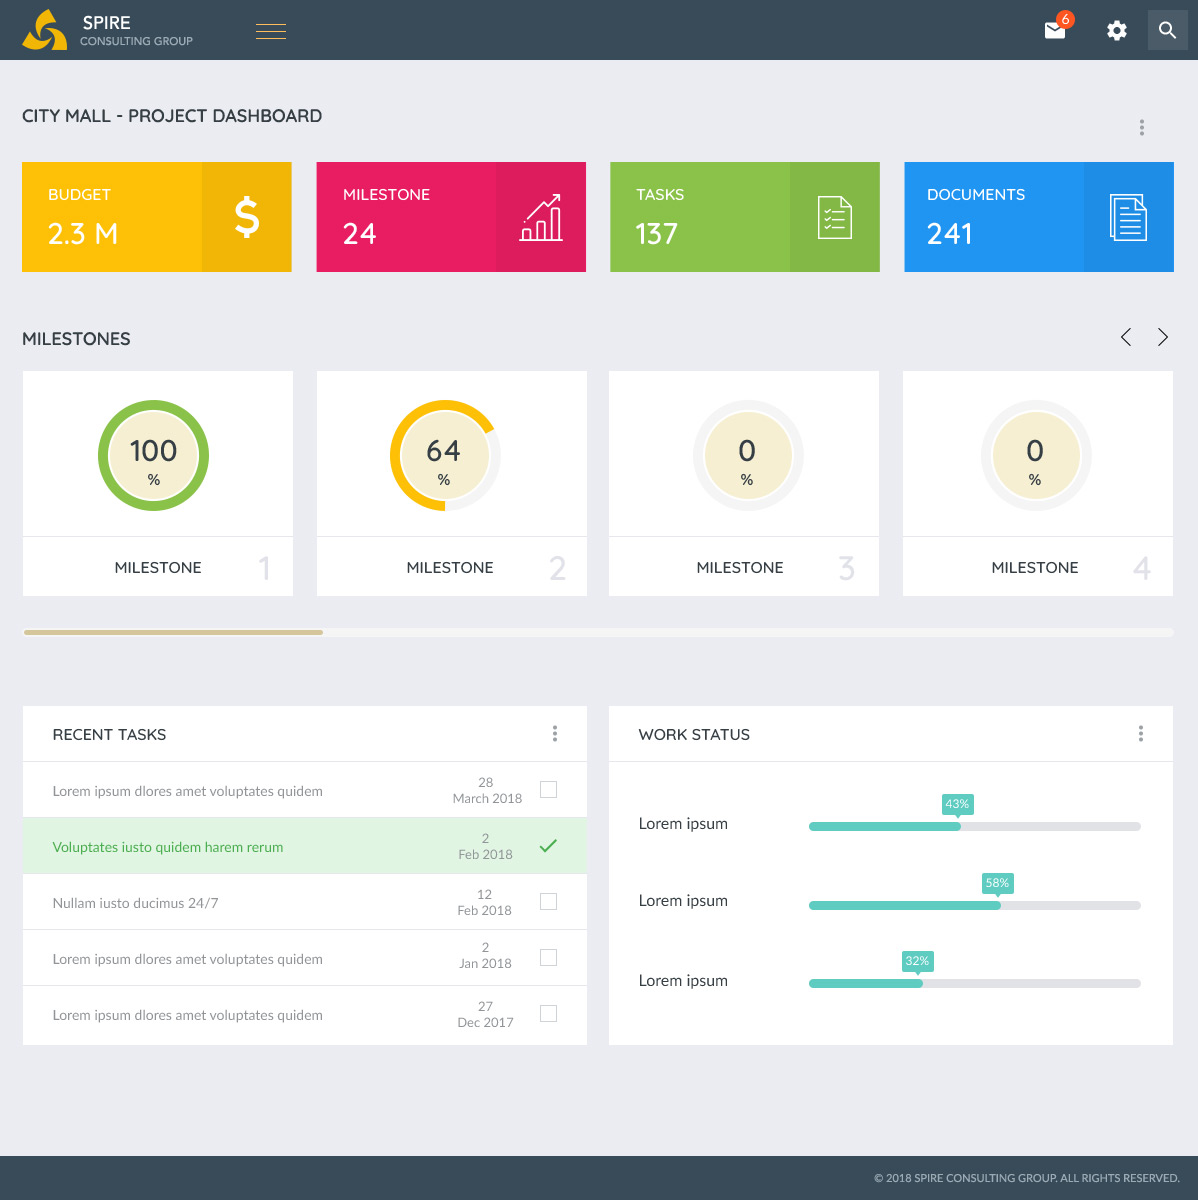 SPIRE
CONSULTING GROUP
6
CITY MALL - PROJECT DASHBOARD
BUDGET
2.3 M
$
MILESTONE
24
TASKS
137
DOCUMENTS
241
MILESTONES
100
%
64
%
0
%
0
%
MILESTONE 1
MILESTONE 2
MILESTONE 3
MILESTONE 4
RECENT TASKS
Lorem ipsum dlores amet voluptates quidem
28
March 2018
Voluptates iusto quidem harem rerum
2
Feb 2018
Nullam iusto ducimus 24/7
12
Feb 2018
Lorem ipsum dlores amet voluptates quidem
2
Jan 2018
Lorem ipsum dlores amet voluptates quidem
27
Dec 2017
WORK STATUS
43%
Lorem ipsum
58%
Lorem ipsum
32%
Lorem ipsum
© 2018 SPIRE CONSULTING GROUP. ALL RIGHTS RESERVED.